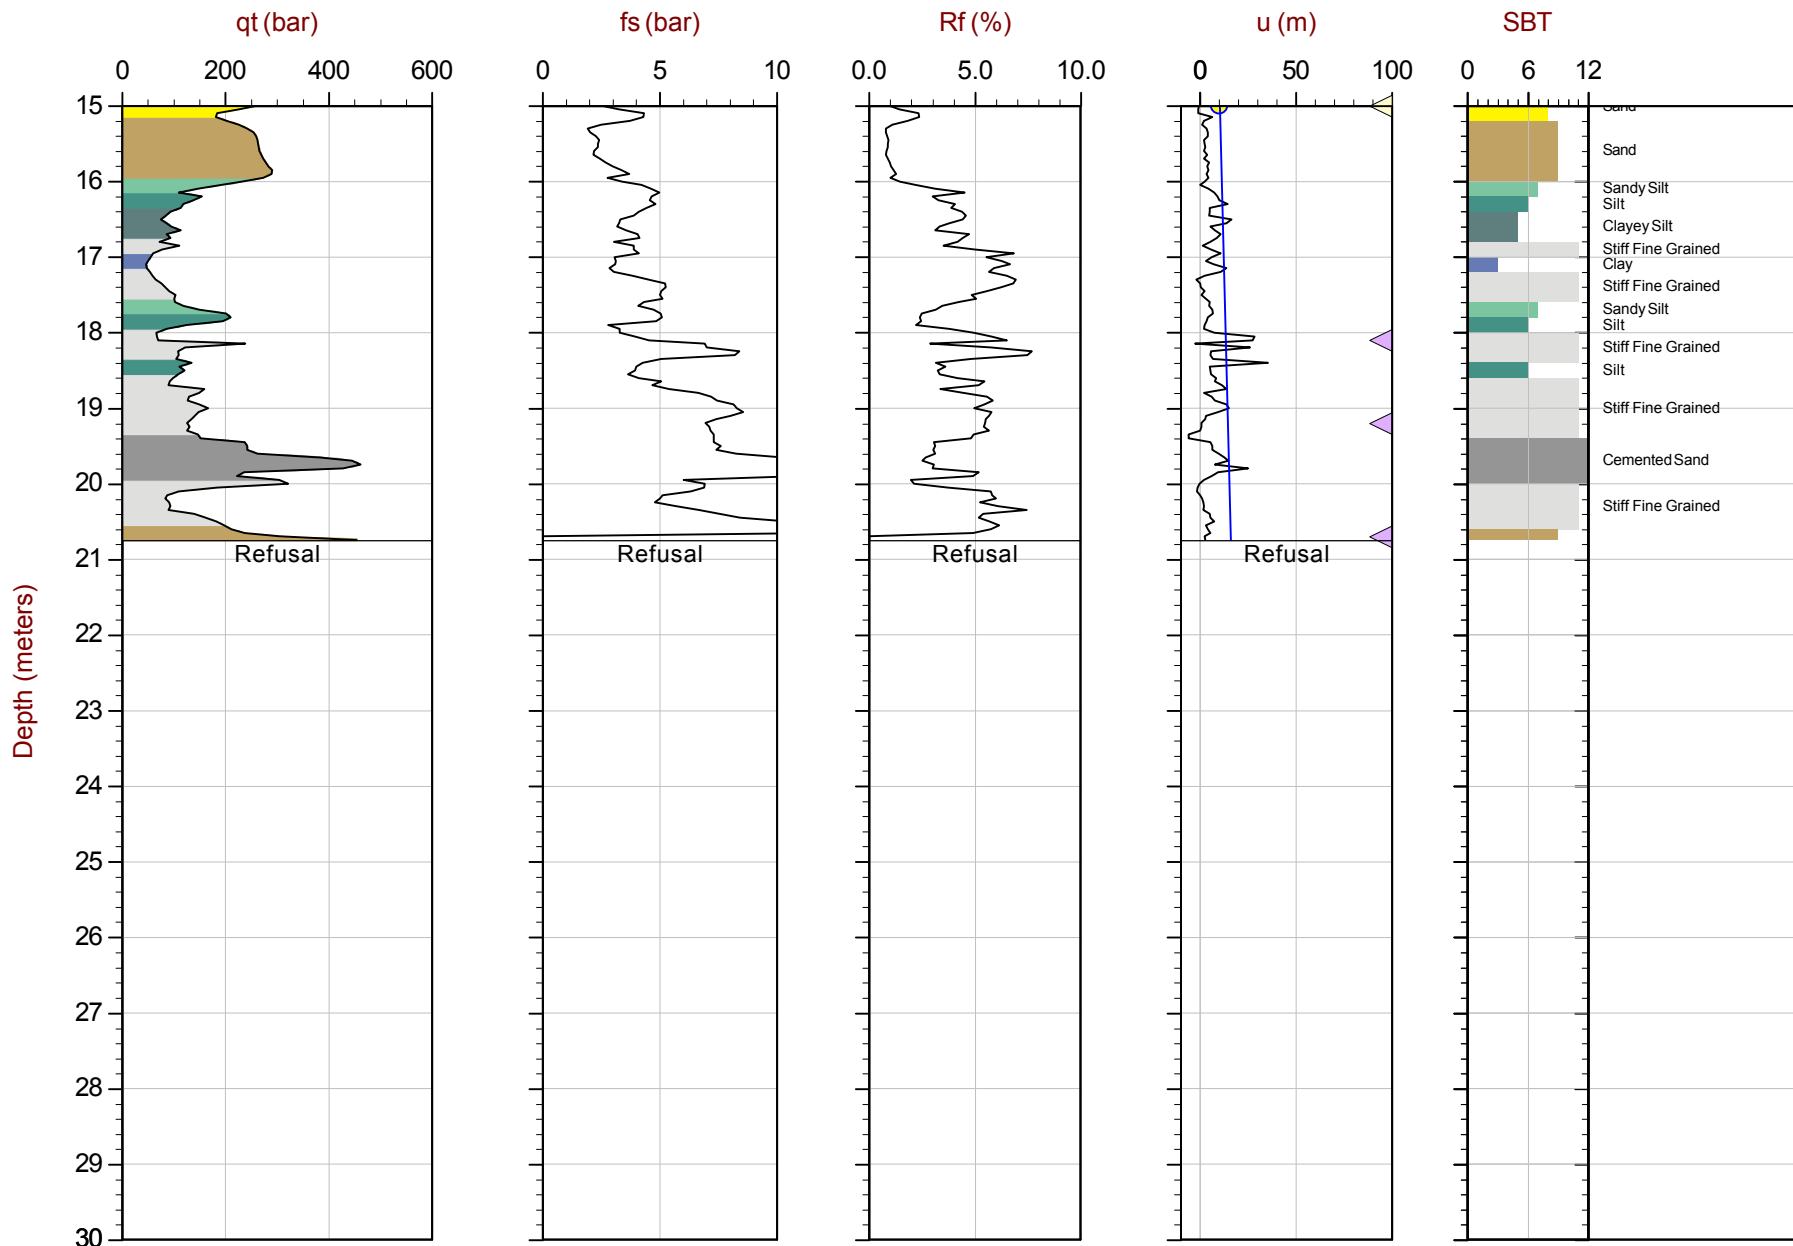 qt (bar) fs (bar) Rf (%) u (m) SBT
0 200 400 600 0 5 10 0.0 5.0 10.0 0 50 100 0 6 12
15
Sand
Sand
16
Sandy Silt
Silt
Clayey Silt
Stiff Fine Grained
17
Clay
Stiff Fine Grained
Sandy Silt
Silt
18
Stiff Fine Grained
Silt
19
Stiff Fine Grained
Cemented Sand
20
Stiff Fine Grained
Refusal Refusal Refusal Refusal
21
22
23
24
25
26
27
28
29
30
Depth (meters)